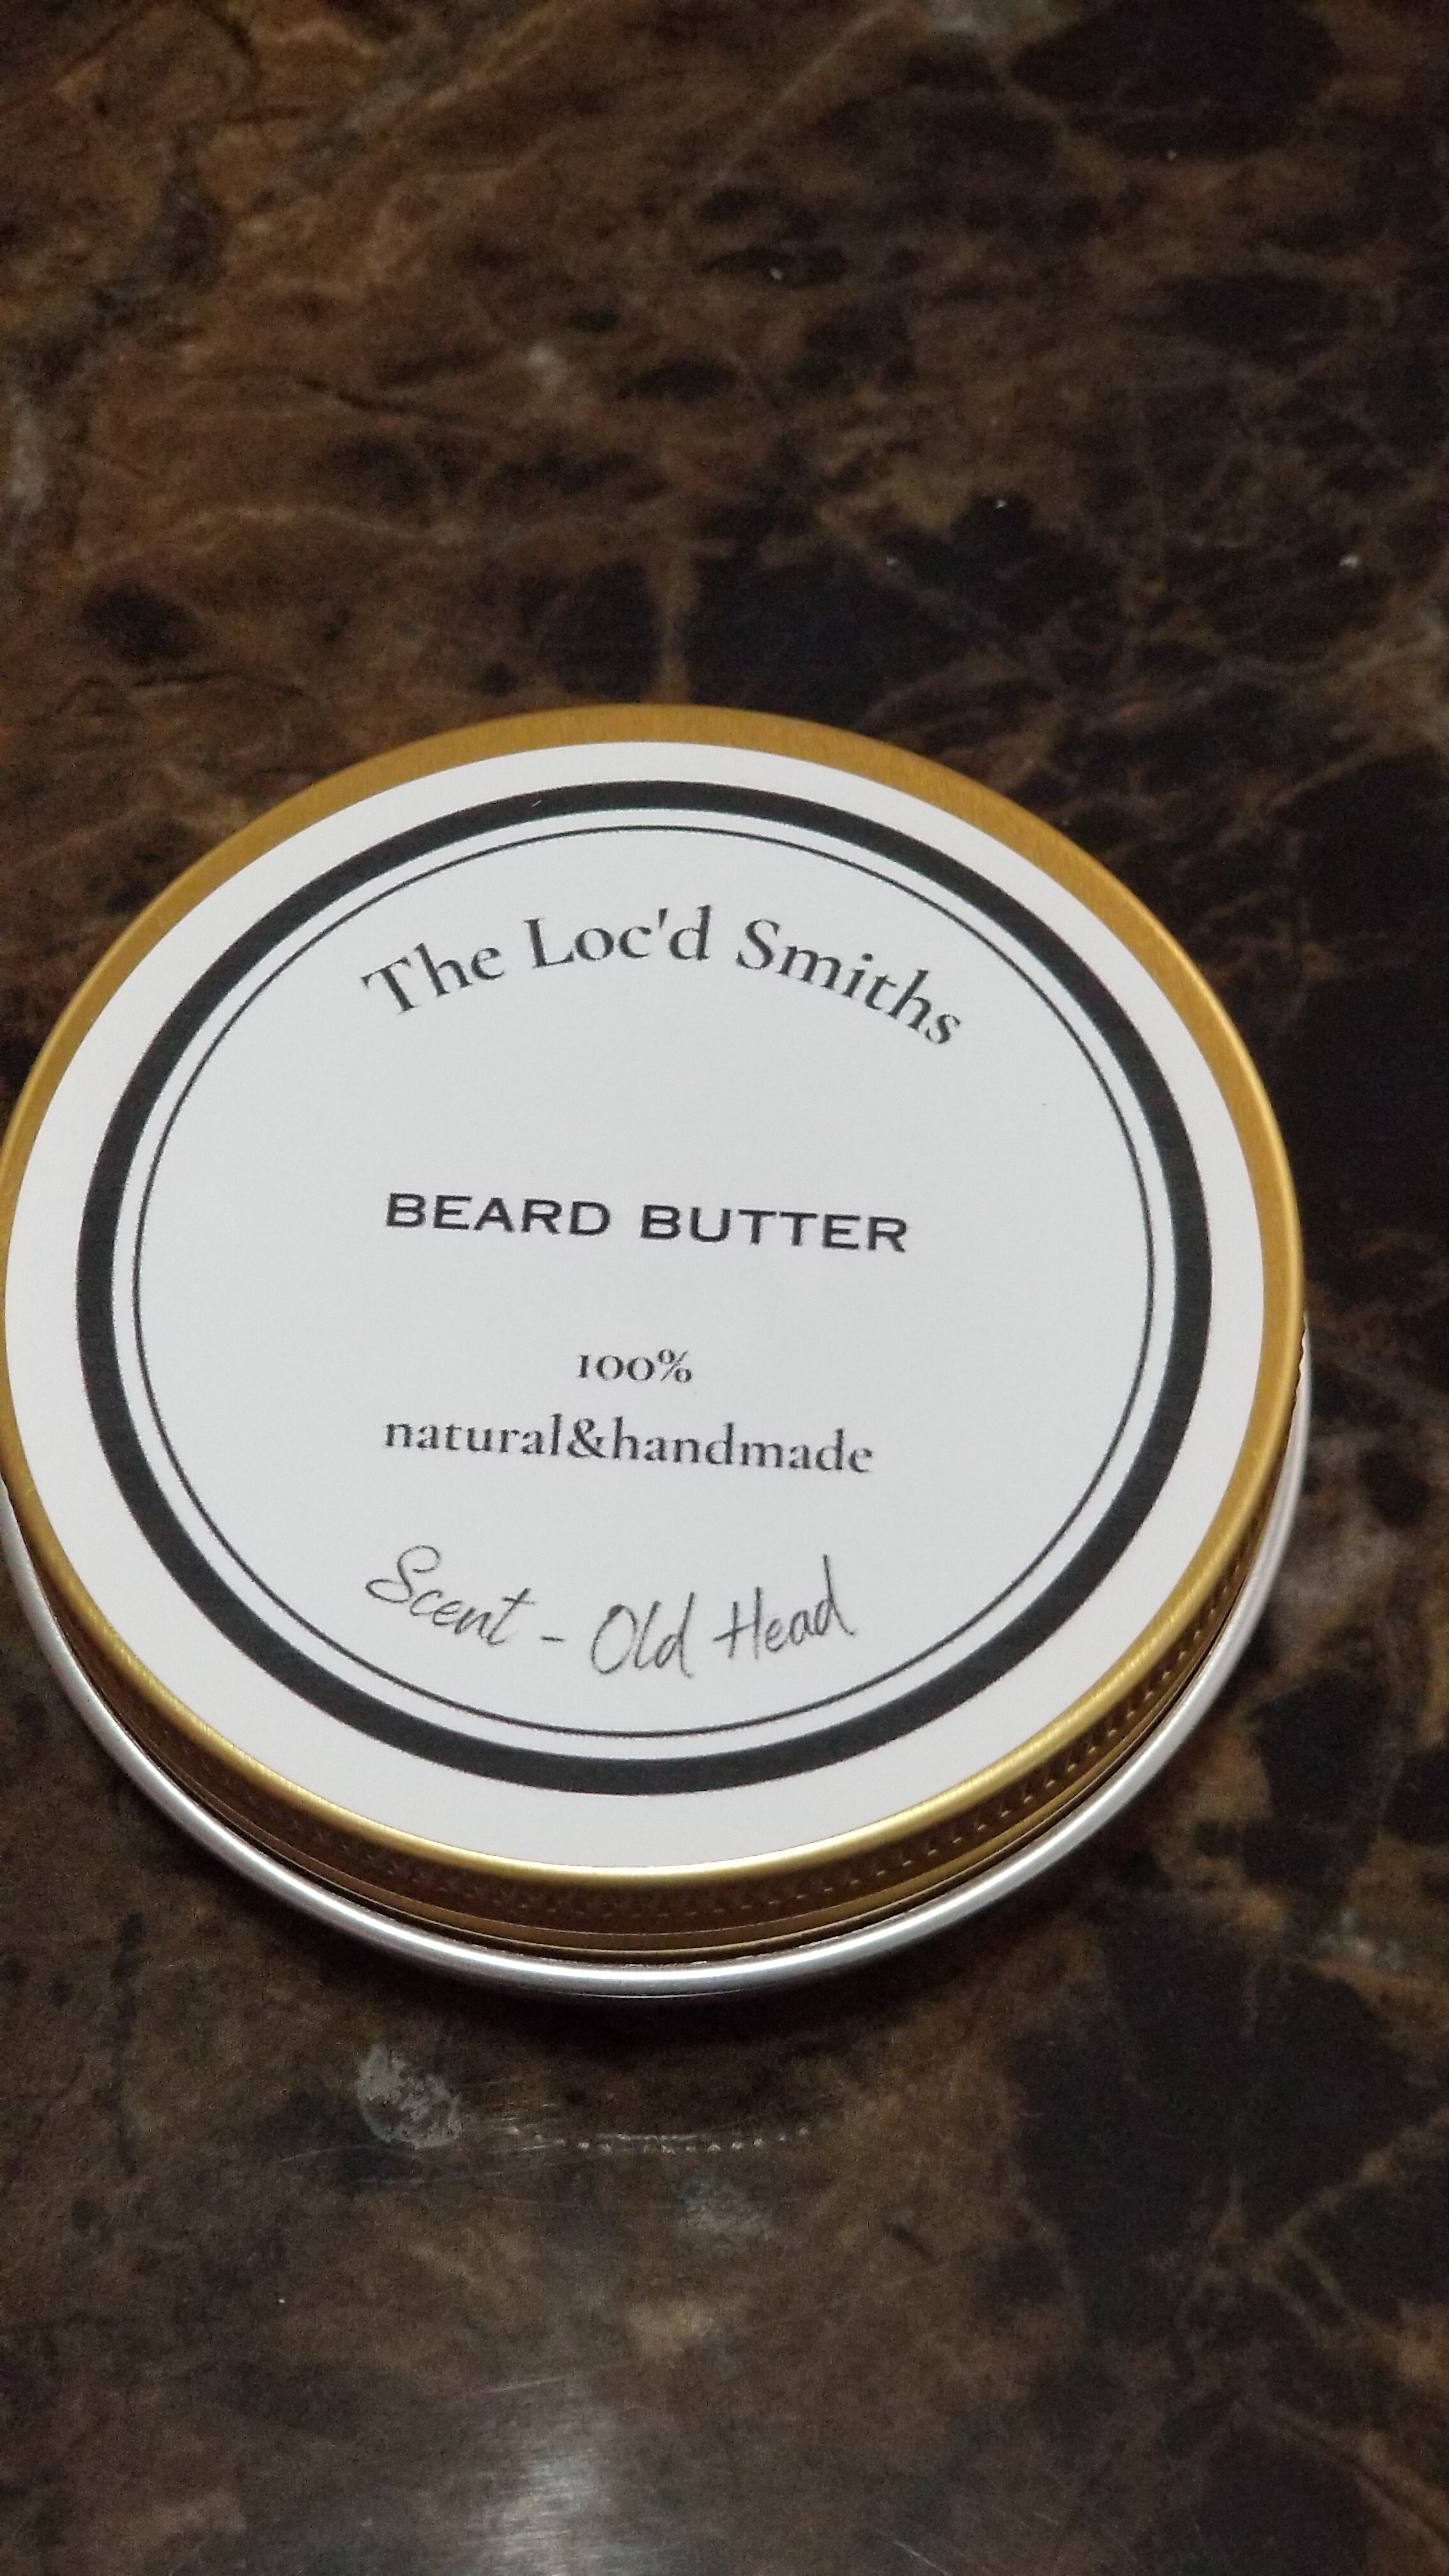 The Loc'd Smiths
BEARD BUTTER
100%
natural&handmade
Scent - Old Head